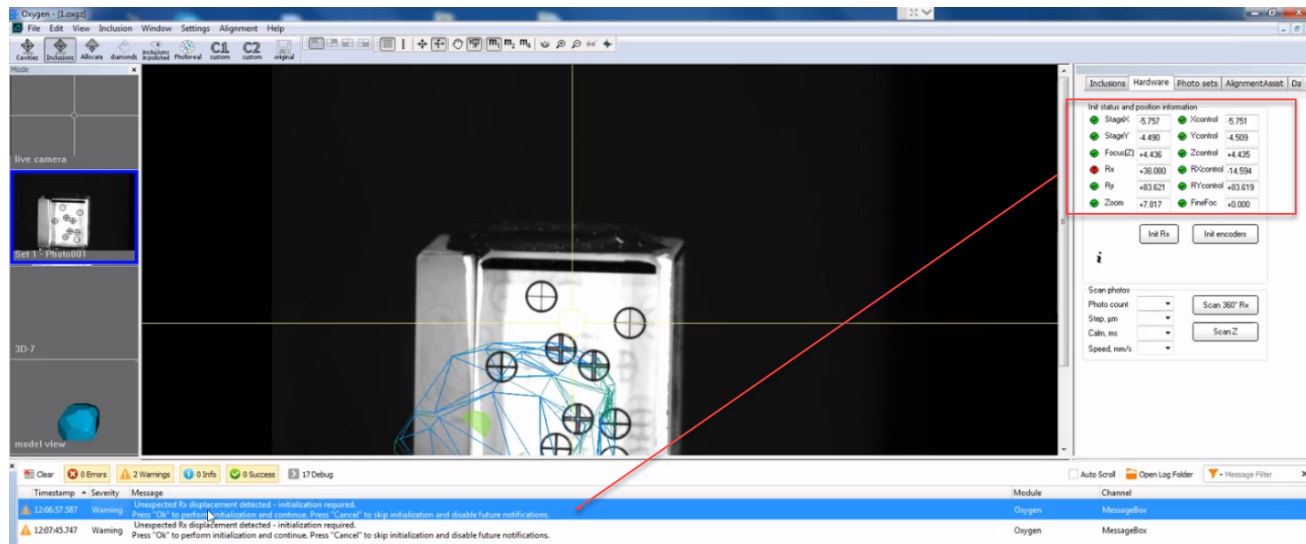 Oxygen - [1.oxgz]
File Edit View Inclusion Window Settings Alignment Help
Cavities Inclusions Allocate diamonds Inclusions in polished Photoreal C1 custom C2 custom original
m₁ m₂ m₄
Mode
live camera
Set 1 - Photo001
3D-7
model view
Inclusions Hardware Photo sets AlignmentAssist Da
Init status and position information
StageX -5.757 Xcontrol -5.751
StageY -4.490 Ycontrol -4.509
Focus(Z) +4.436 Zcontrol +4.435
Rx +38.080 RXcontrol -14.594
Ry +83.621 RYcontrol +83.619
Zoom +7.817 FineFoc +0.000
Init Rx Init encoders
i
Scan photos
Photo count Scan 360° Rx
Step, µm
Calm, ms Scan Z
Speed, mm/s
Clear 0 Errors 2 Warnings 0 Info 0 Success 17 Debug Auto Scroll Open Log Folder Message Filter
Timestamp Severity Message Module Channel
12:06:57.587 Warning Unexpected Rx displacement detected - initialization required. Oxygen MessageBox
Press "Ok" to perform initialization and continue. Press "Cancel" to skip initialization and disable future notifications.
12:07:45.747 Warning Unexpected Rx displacement detected - initialization required. Oxygen MessageBox
Press "Ok" to perform initialization and continue. Press "Cancel" to skip initialization and disable future notifications.